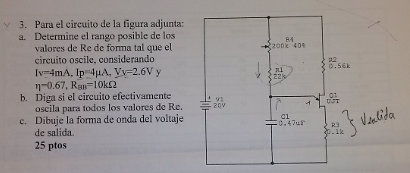 3. Para el circuito de la figura adjunta:
a. Determine el rango posible de los
valores de Re de forma tal que el
circuito oscile, considerando
Iv=4mA, Ip=4μA, Vv=2.6V y
η=0.67, RBB=10kΩ
b. Diga si el circuito efectivamente
oscila para todos los valores de Re.
c. Dibuje la forma de onda del voltaje
de salida.
25 ptos
R4
200k 40%
R1
22k
R2
0.56k
V1
20V
Q1
UJT
C1
0.47uF
R3
0.1k
Vsalida